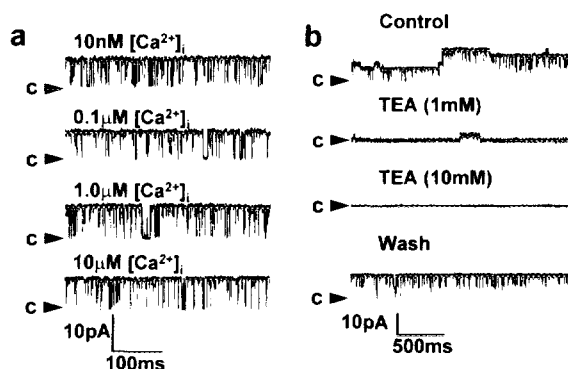 a
10nM [Ca²⁺]ᵢ
C
0.1µM [Ca²⁺]ᵢ
C
1.0µM [Ca²⁺]ᵢ
C
10µM [Ca²⁺]ᵢ
C
10pA
100ms
b
Control
C
TEA (1mM)
C
TEA (10mM)
C
Wash
C
10pA
500ms